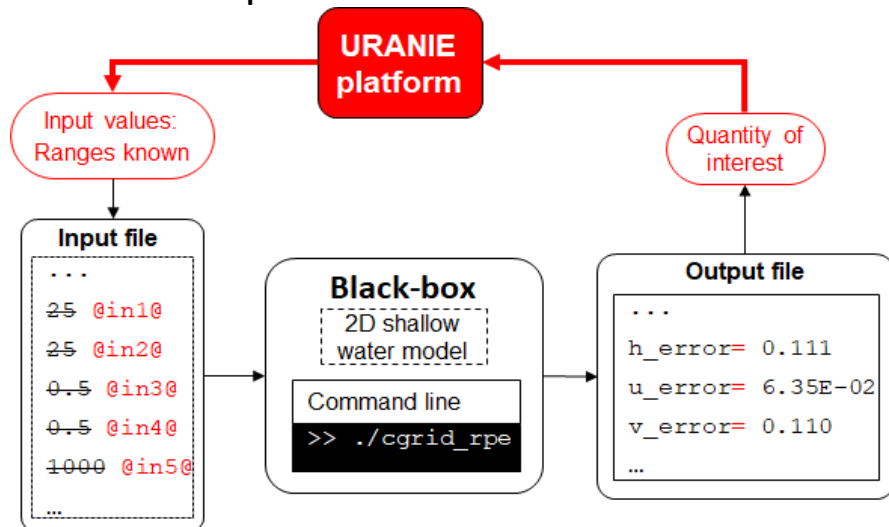 URANIE
platform
Input values:
Ranges known
Quantity of
interest
Input file
...
25 @in1@
25 @in2@
0.5 @in3@
0.5 @in4@
1000 @in5@
...
Black-box
2D shallow
water model
Command line
>> ./cgrid_rpe
Output file
...
h_error= 0.111
u_error= 6.35E-02
v_error= 0.110
...